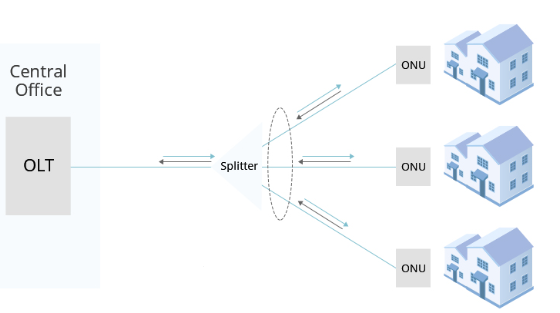 Central
Office
OLT
Splitter
ONU
ONU
ONU